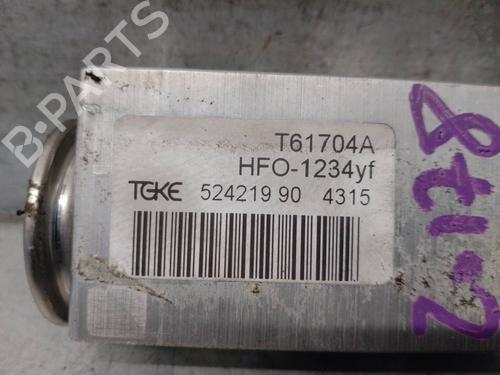 B-PARTS
T61704A
HFO-1234yf
TGKE 524219 90 4315